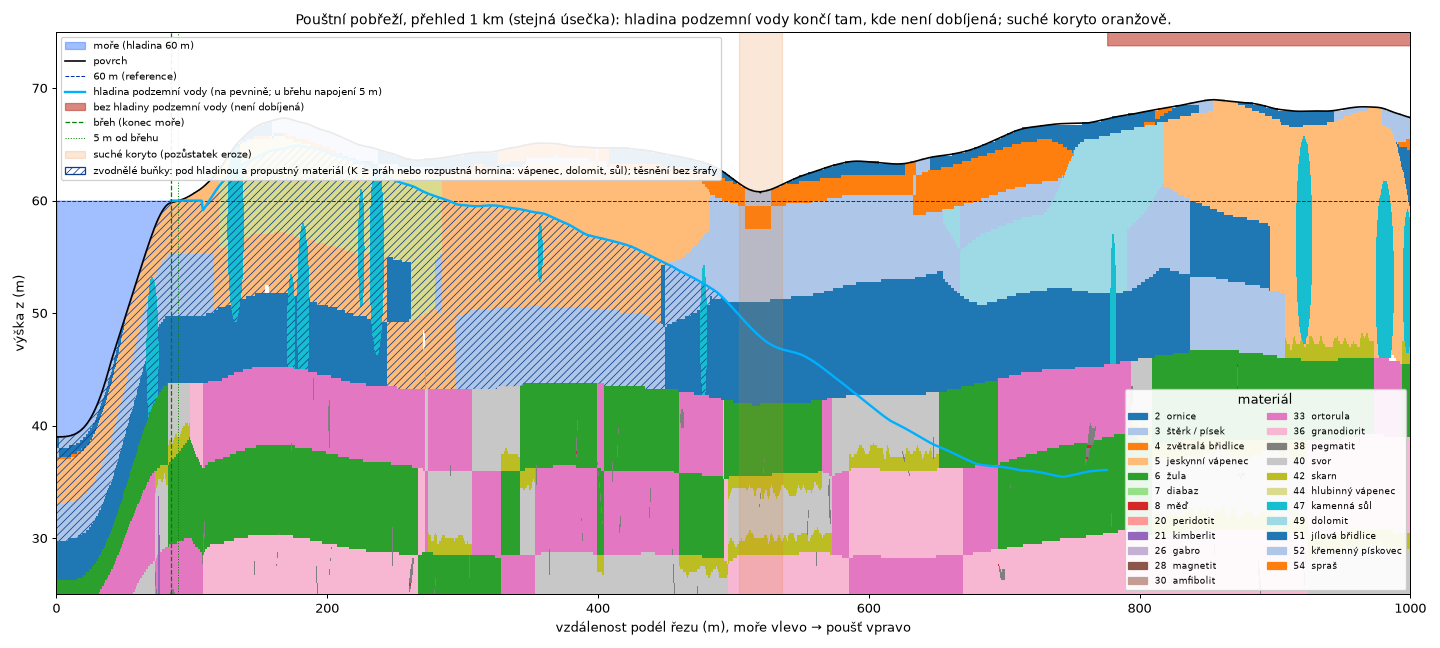 Pouštní pobřeží, přehled 1 km (stejná úsečka): hladina podzemní vody končí tam, kde není dobíjená; suché koryto oranžově.
moře (hladina 60 m)
povrch
60 m (reference)
hladina podzemní vody (na pevnině; u břehu napojení 5 m)
bez hladiny podzemní vody (není dobíjená)
břeh (konec moře)
5 m od břehu
suché koryto (pozůstatek eroze)
zvodnělé buňky: pod hladinou a propustný materiál (K ≥ práh nebo rozpustná hornina: vápenec, dolomit, sůl); těsnění bez šrafy
výška z (m)
70
60
50
40
30
materiál
2 ornice
3 štěrk / písek
4 zvětralá břidlice
5 jeskynní vápenec
6 žula
7 diabaz
8 měď
20 peridotit
21 kimberlit
26 gabro
28 magnetit
30 amfibolit
33 ortorula
36 granodiorit
38 pegmatit
40 svor
42 skarn
44 hlubinný vápenec
47 kamenná sůl
49 dolomit
51 jílová břidlice
52 křemenný pískovec
54 spraš
0 200 400 600 800 1000
vzdálenost podél řezu (m), moře vlevo → poušť vpravo